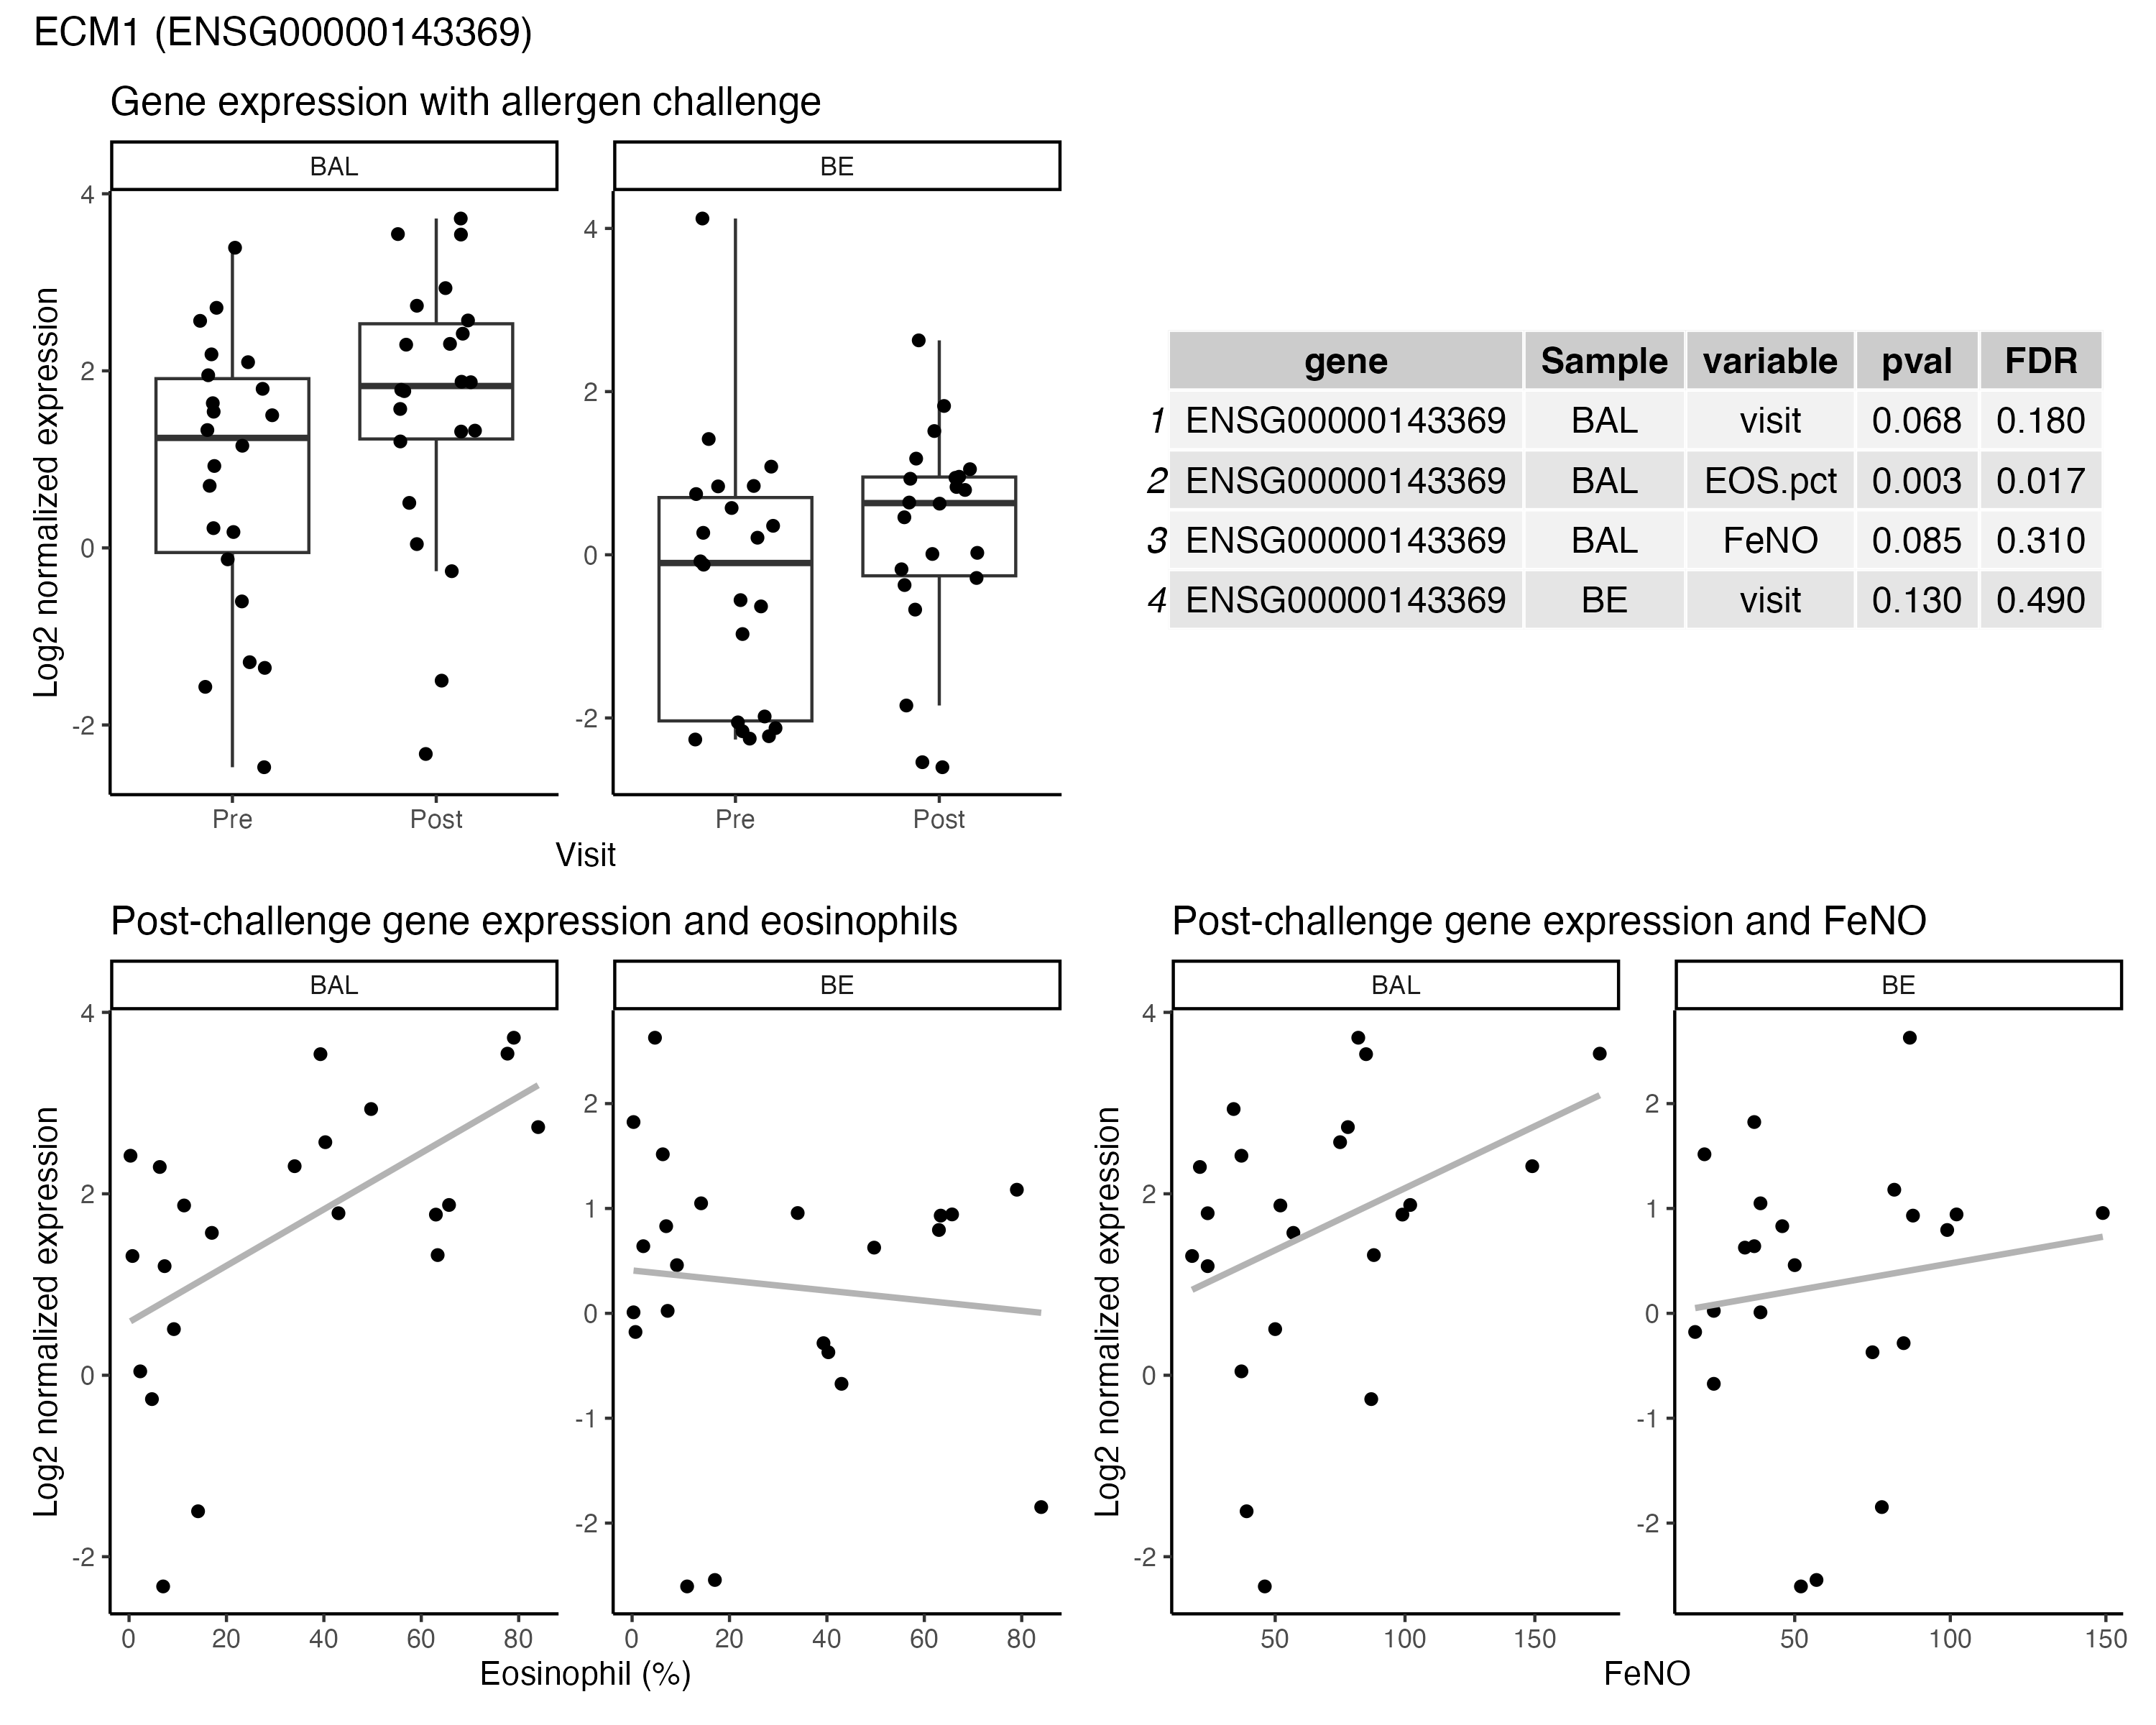 ECM1 (ENSG00000143369)
Gene expression with allergen challenge
BAL BE
Log2 normalized expression
4
2
0
-2
4
2
0
-2
Pre Post Pre Post
Visit
gene Sample variable pval FDR
1 ENSG00000143369 BAL visit 0.068 0.180
2 ENSG00000143369 BAL EOS.pct 0.003 0.017
3 ENSG00000143369 BAL FeNO 0.085 0.310
4 ENSG00000143369 BE visit 0.130 0.490
Post-challenge gene expression and eosinophils
BAL BE
Log2 normalized expression
4
2
0
-2
2
1
0
-1
-2
0 20 40 60 80 0 20 40 60 80
Eosinophil (%)
Post-challenge gene expression and FeNO
BAL BE
Log2 normalized expression
4
2
0
-2
2
1
0
-1
-2
50 100 150 50 100 150
FeNO